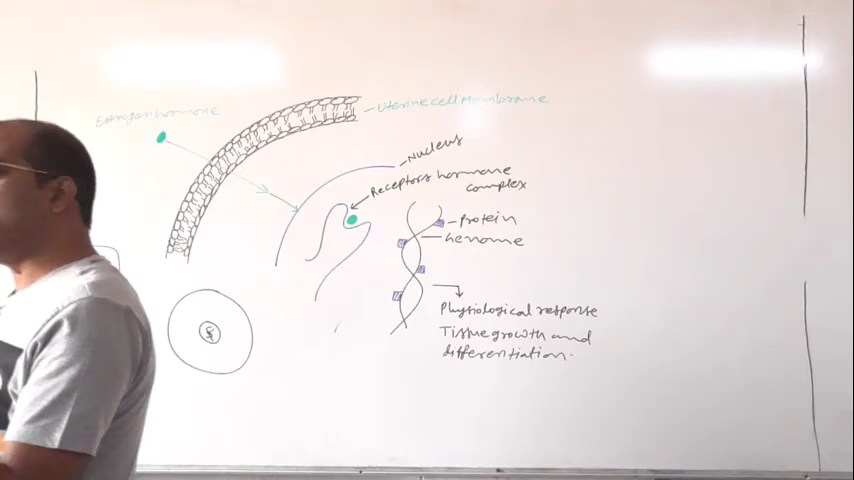 Estrogen hormone
Uterine cell Membrane
Nucleus
Receptors hormone
complex
Protein
Genome
Physiological response
Tissue growth and
differentiation.